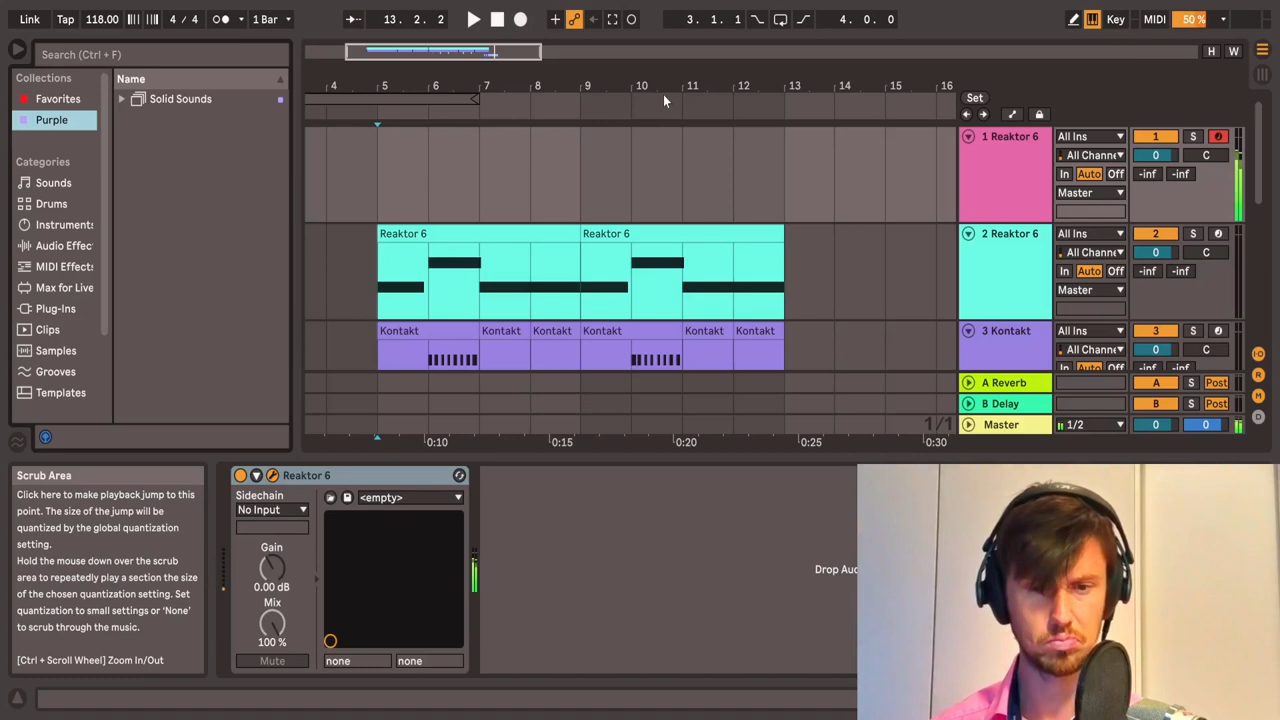 Link Tap 118.00 4 / 4 1 Bar 13. 2. 2 3. 1. 1 4. 0. 0 Key MIDI 50 %
Search (Ctrl + F)
H W
Collections
Favorites
Purple
Categories
Sounds
Drums
Instruments
Audio Effec
MIDI Effects
Max for Live
Plug-Ins
Clips
Samples
Grooves
Templates
Name
Solid Sounds
4 5 6 7 8 9 10 11 12 13 14 15 16
Set
Reaktor 6 Reaktor 6
Kontakt Kontakt Kontakt Kontakt Kontakt Kontakt
1/1
0:10 0:15 0:20 0:25 0:30
1 Reaktor 6 All Ins 1 S
All Channe 0 C
In Auto Off -inf -inf
Master
2 Reaktor 6 All Ins 2 S
All Channe 0 C
In Auto Off -inf -inf
Master
3 Kontakt All Ins 3 S
All Channe 0 C
In Auto Off -inf -inf
A Reverb A S Post
B Delay B S Post
Master 1/2 0 0
Scrub Area
Click here to make playback jump to this
point. The size of the jump will be
quantized by the global quantization
setting.
Hold the mouse down over the scrub
area to repeatedly play a section the size
of the chosen quantization setting. Set
quantization to small settings or ‘None’
to scrub through the music.
[Ctrl + Scroll Wheel] Zoom In/Out
Reaktor 6
Sidechain
No Input
<empty>
Gain
0.00 dB
Mix
100 %
Mute
none none
Drop Aud